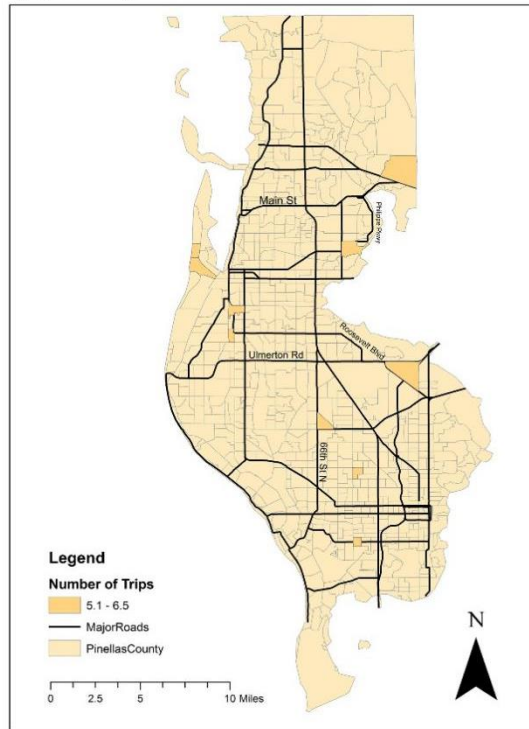 Main St
Philippe Pkwy
Roosevelt Blvd
Ulmerton Rd
66th St N
Legend
Number of Trips
5.1 - 6.5
MajorRoads
PinellasCounty
0 2.5 5 10 Miles
N